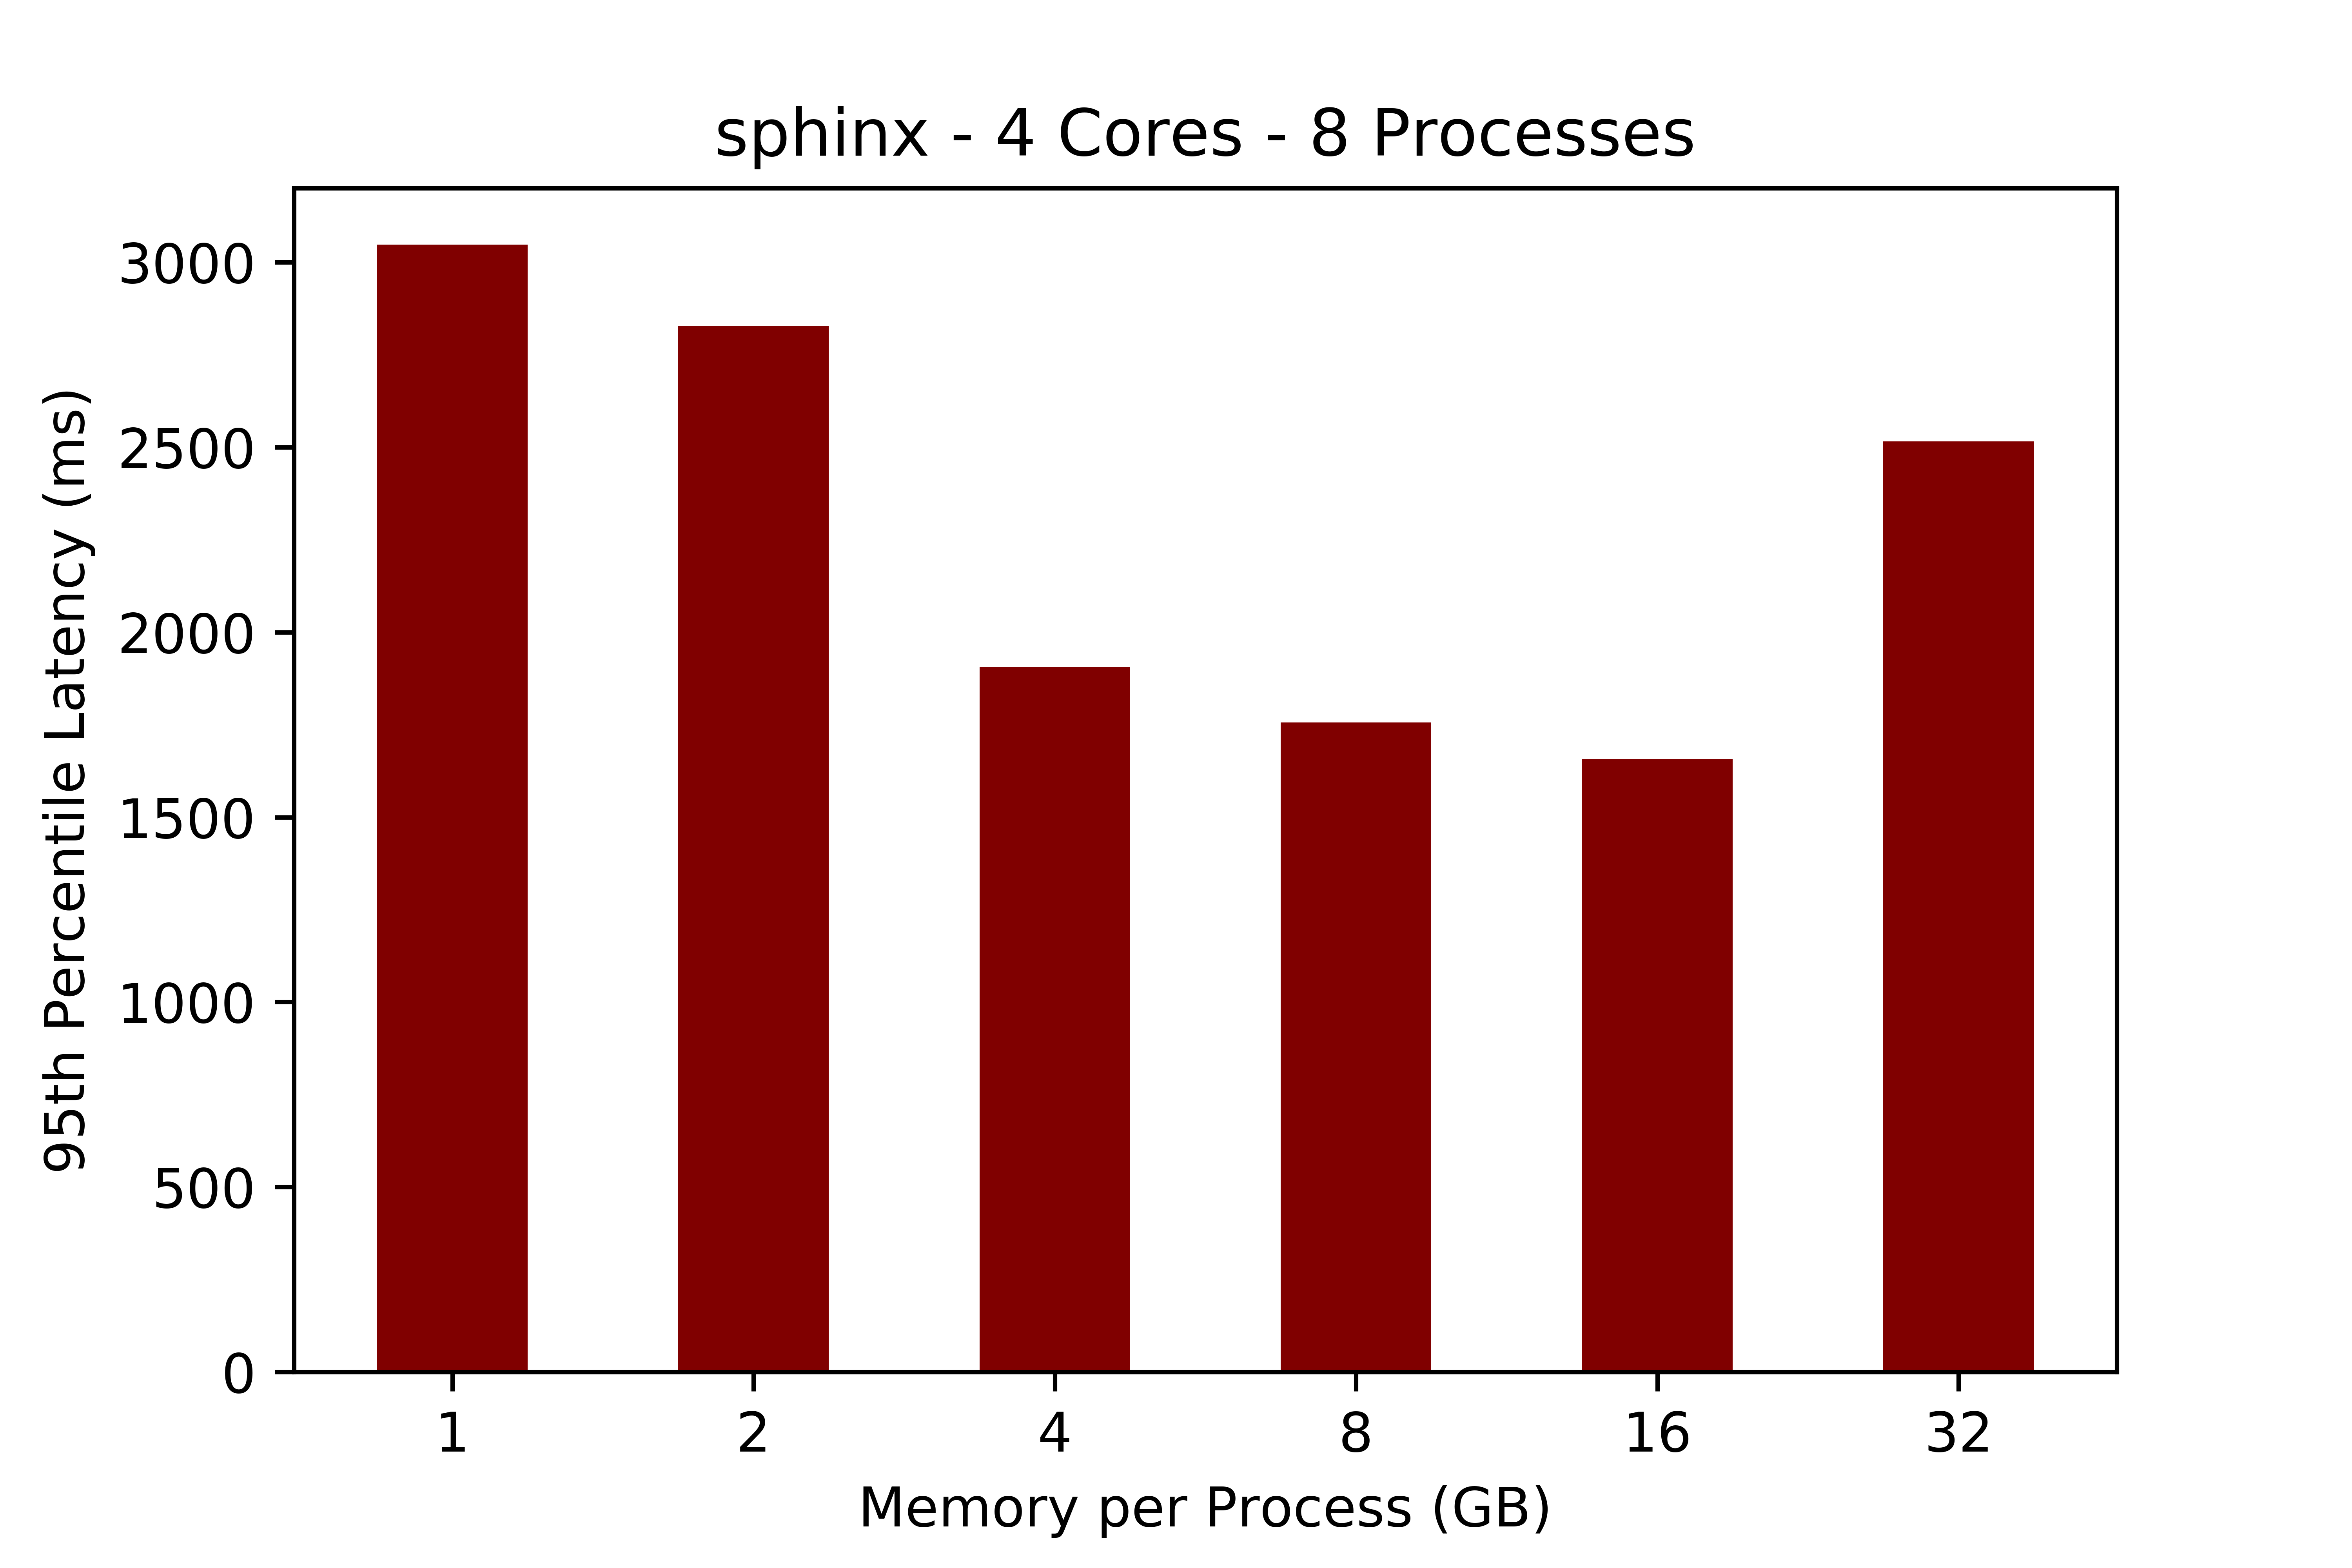 sphinx - 4 Cores - 8 Processes
95th Percentile Latency (ms)
3000
2500
2000
1500
1000
500
0
1 2 4 8 16 32
Memory per Process (GB)